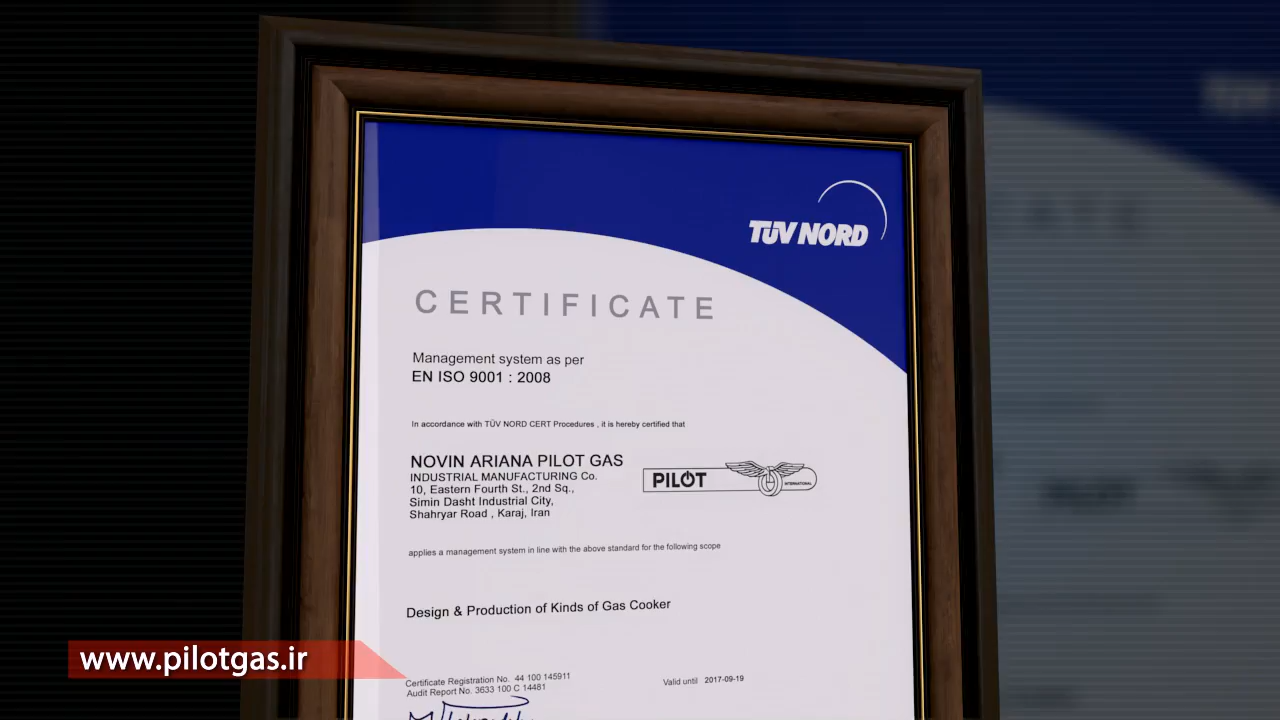 TÜV NORD
CERTIFICATE
Management system as per
EN ISO 9001 : 2008
In accordance with TÜV NORD CERT Procedures , it is hereby certified that
NOVIN ARIANA PILOT GAS
INDUSTRIAL MANUFACTURING Co.
10, Eastern Fourth St., 2nd Sq.,
Simin Dasht Industrial City,
Shahryar Road , Karaj, Iran
PILOT
INTERNATIONAL
applies a management system in line with the above standard for the following scope
Design & Production of Kinds of Gas Cooker
Certificate Registration No. 44 100 145911
Audit Report No. 3633 100 C 14481
Valid until 2017-09-19
www.pilotgas.ir